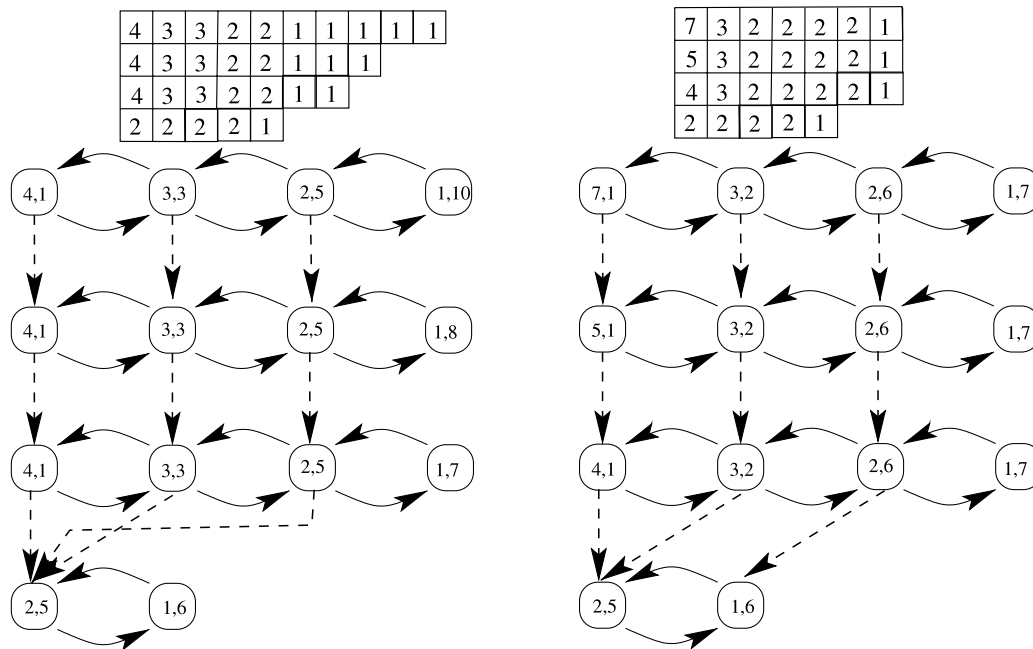 4 3 3 2 2 1 1 1 1 1
4 3 3 2 2 1 1 1
4 3 3 2 2 1 1
2 2 2 2 1
4,1 3,3 2,5 1,10
4,1 3,3 2,5 1,8
4,1 3,3 2,5 1,7
2,5 1,6
7 3 2 2 2 2 1
5 3 2 2 2 2 1
4 3 2 2 2 2 1
2 2 2 2 1
7,1 3,2 2,6 1,7
5,1 3,2 2,6 1,7
4,1 3,2 2,6 1,7
2,5 1,6